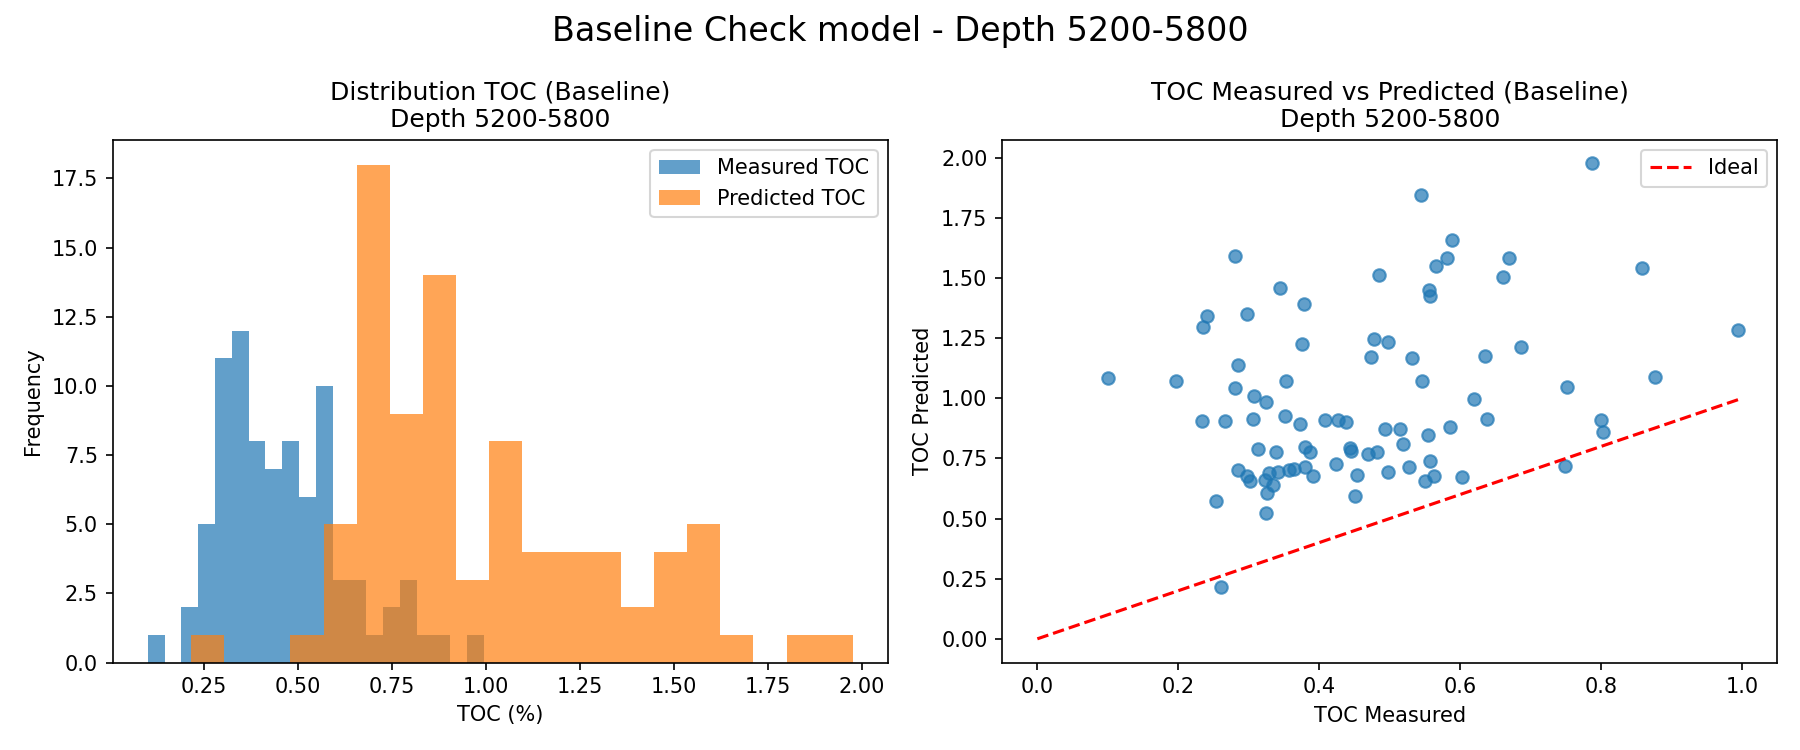 Baseline Check model - Depth 5200-5800
Distribution TOC (Baseline)
Depth 5200-5800
Measured TOC
Predicted TOC
Frequency
17.5
15.0
12.5
10.0
7.5
5.0
2.5
0.0
0.25 0.50 0.75 1.00 1.25 1.50 1.75 2.00
TOC (%)
TOC Measured vs Predicted (Baseline)
Depth 5200-5800
Ideal
TOC Predicted
2.00
1.75
1.50
1.25
1.00
0.75
0.50
0.25
0.00
0.0 0.2 0.4 0.6 0.8 1.0
TOC Measured